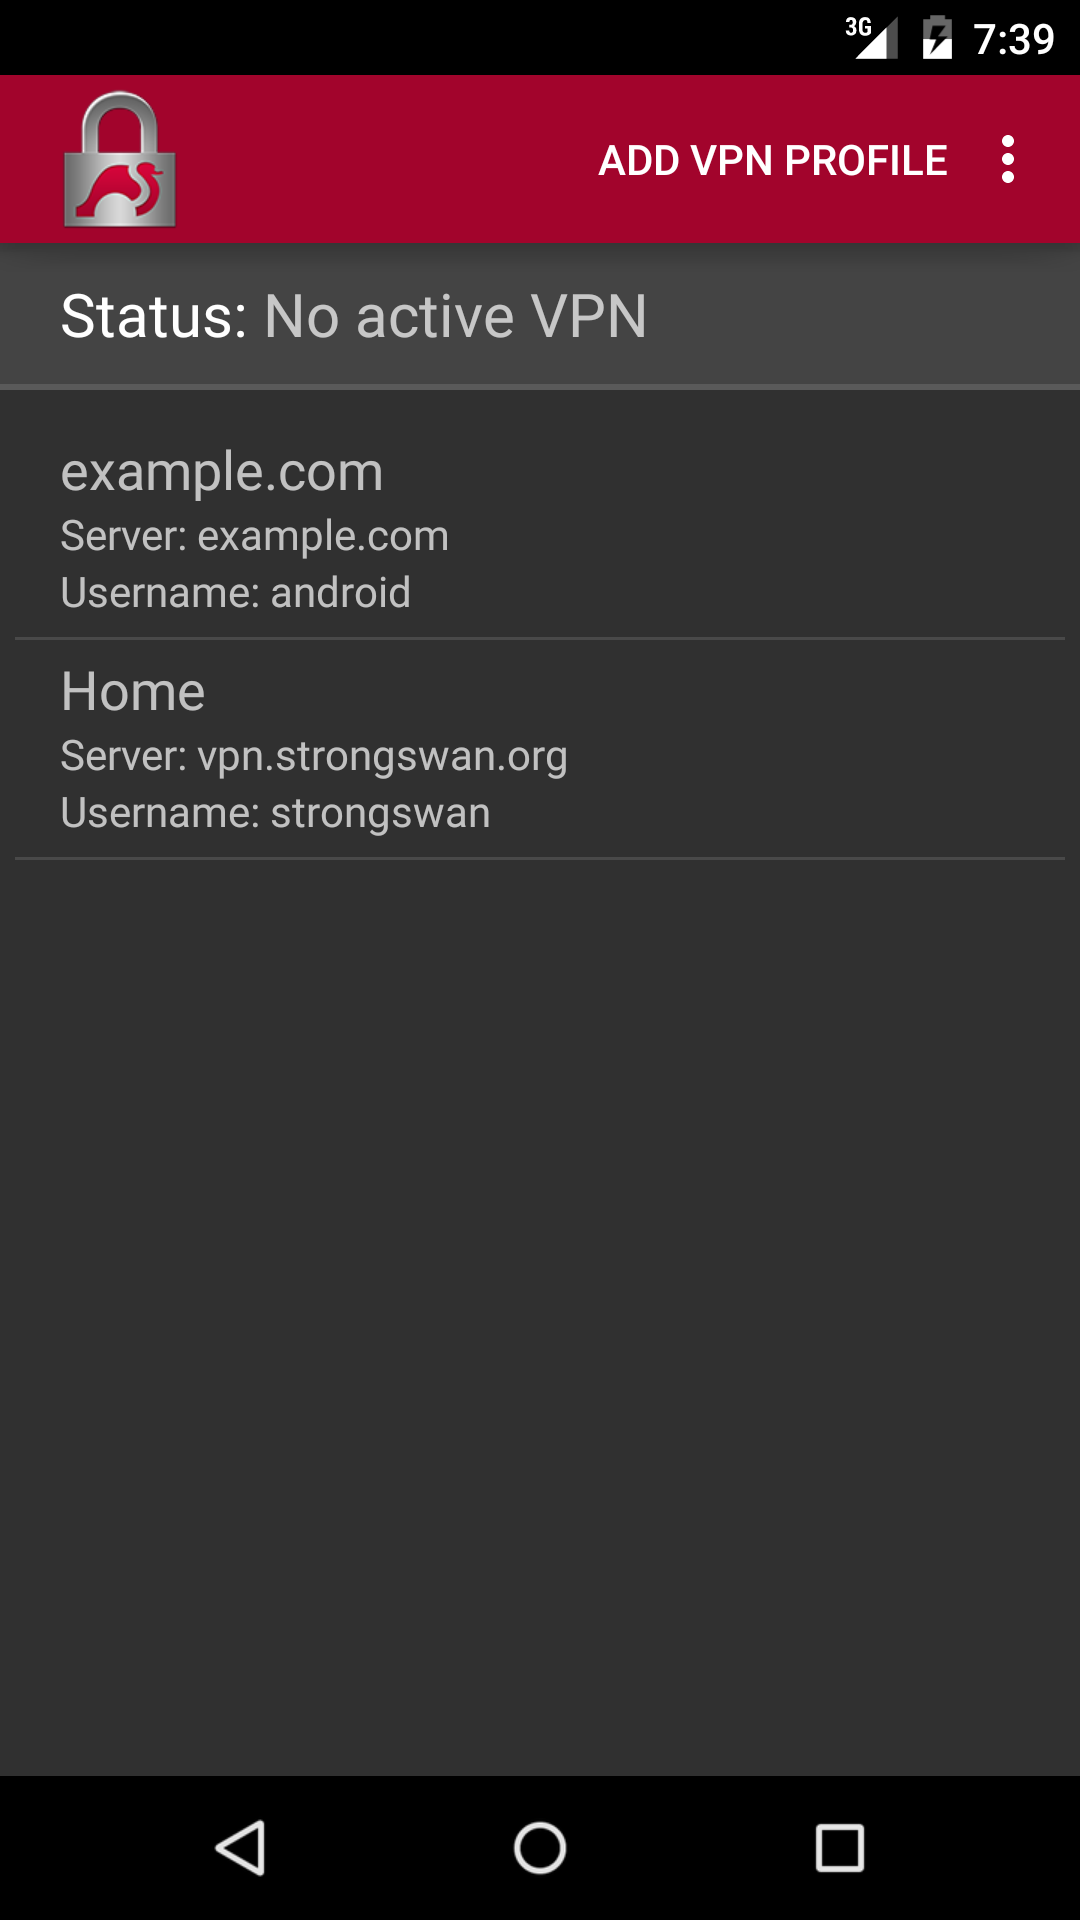 3G 7:39
ADD VPN PROFILE
Status: No active VPN
example.com
Server: example.com
Username: android
Home
Server: vpn.strongswan.org
Username: strongswan